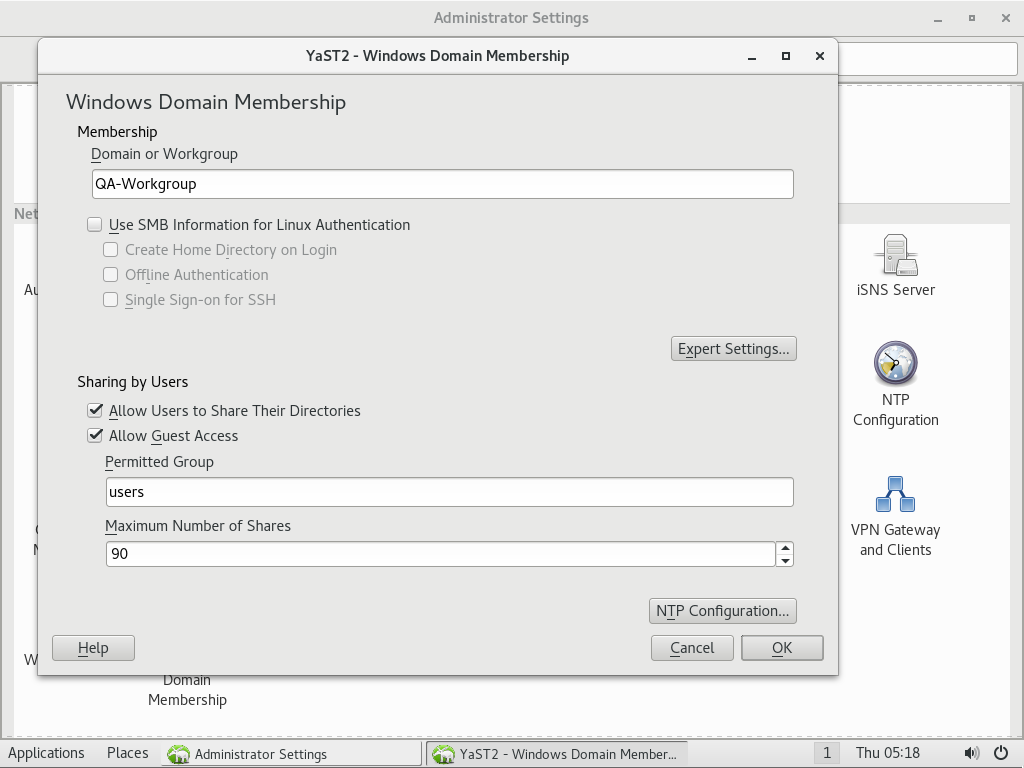 Administrator Settings
YaST2 - Windows Domain Membership
Windows Domain Membership
Membership
Domain or Workgroup
QA-Workgroup
Use SMB Information for Linux Authentication
Create Home Directory on Login
Offline Authentication
Single Sign-on for SSH
Expert Settings...
Sharing by Users
Allow Users to Share Their Directories
Allow Guest Access
Permitted Group
users
Maximum Number of Shares
90
NTP Configuration...
Help
Cancel
OK
Net
Au
iSNS Server
NTP
Configuration
VPN Gateway
and Clients
W
Domain
Membership
Applications
Places
Administrator Settings
YaST2 - Windows Domain Member...
1
Thu 05:18